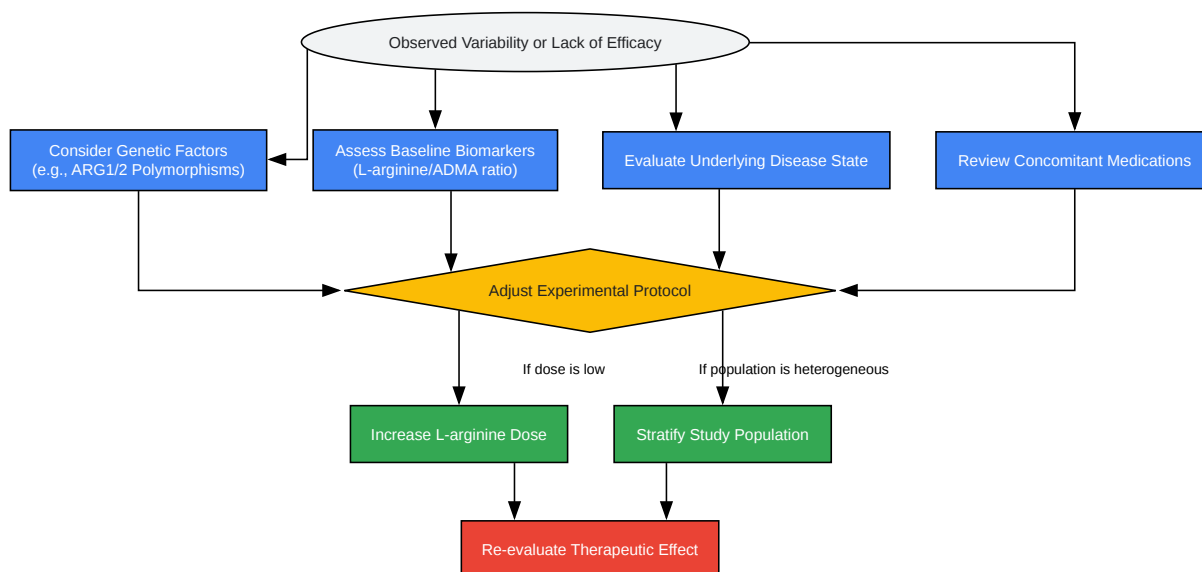 Observed Variability or Lack of Efficacy
Consider Genetic Factors
(e.g., ARG1/2 Polymorphisms)
Assess Baseline Biomarkers
(L-arginine/ADMA ratio)
Evaluate Underlying Disease State
Review Concomitant Medications
Adjust Experimental Protocol
If dose is low
If population is heterogeneous
Increase L-arginine Dose
Stratify Study Population
Re-evaluate Therapeutic Effect